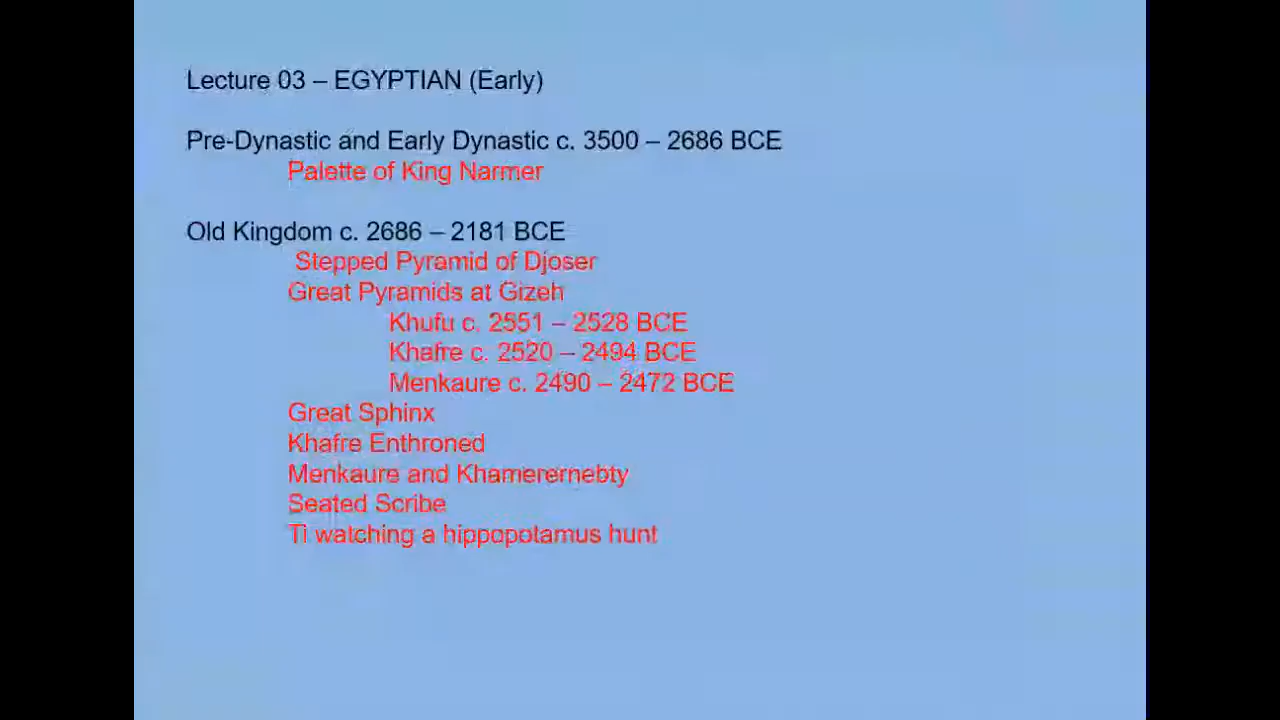 Lecture 03 – EGYPTIAN (Early)
Pre-Dynastic and Early Dynastic c. 3500 – 2686 BCE
Palette of King Narmer
Old Kingdom c. 2686 – 2181 BCE
Stepped Pyramid of Djoser
Great Pyramids at Gizeh
Khufu c. 2551 – 2528 BCE
Khafre c. 2520 – 2494 BCE
Menkaure c. 2490 – 2472 BCE
Great Sphinx
Khafre Enthroned
Menkaure and Khamerernebty
Seated Scribe
Ti watching a hippopotamus hunt